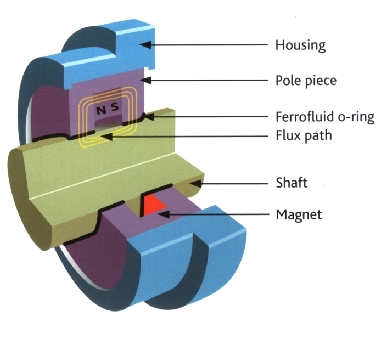 Housing
Pole piece
N S
Ferrofluid o-ring
Flux path
Shaft
Magnet